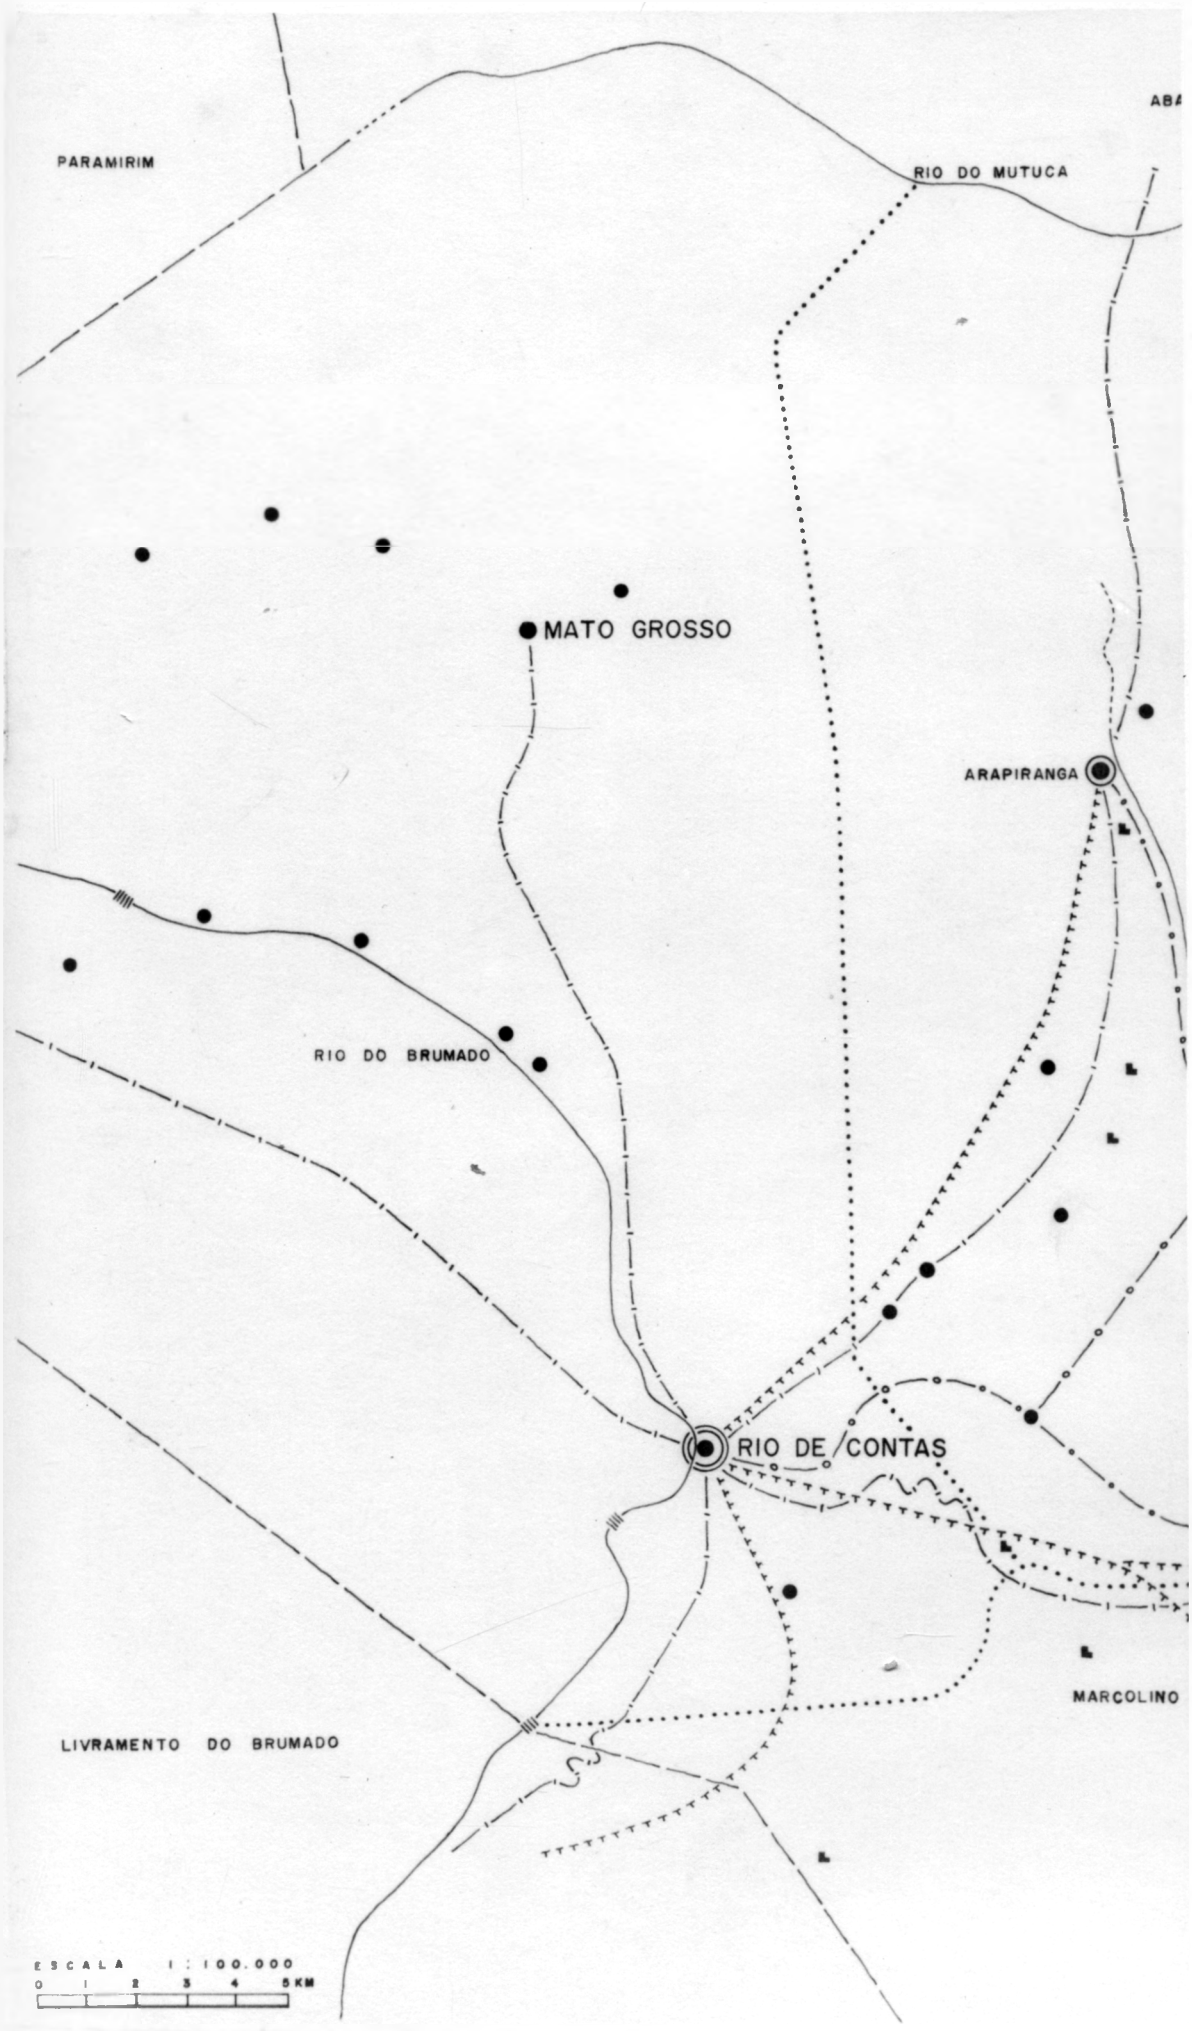 ABA
PARAMIRIM
RIO DO MUTUCA
MATO GROSSO
ARAPIRANGA
RIO DO BRUMADO
RIO DE CONTAS
MARCOLINO
LIVRAMENTO DO BRUMADO
ESCALA 1:100.000
0 1 2 3 4 5 KM